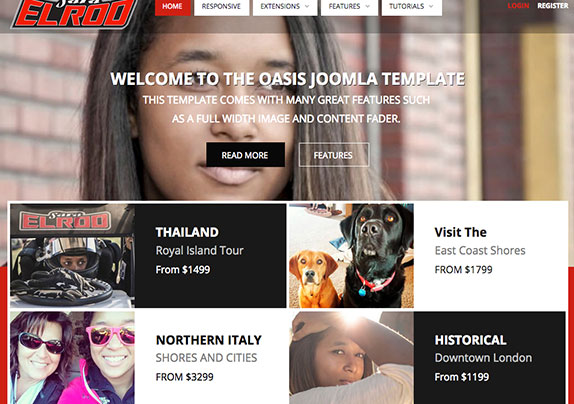 Sara
ELROD
HOME RESPONSIVE EXTENSIONS FEATURES TUTORIALS LOGIN REGISTER
WELCOME TO THE OASIS JOOMLA TEMPLATE
THIS TEMPLATE COMES WITH MANY GREAT FEATURES SUCH
AS A FULL WIDTH IMAGE AND CONTENT FADER.
READ MORE FEATURES
Sara
ELROD
THAILAND
Royal Island Tour
From $1499
Visit The
East Coast Shores
FROM $1799
NORTHERN ITALY
SHORES AND CITIES
FROM $3299
HISTORICAL
Downtown London
From $1199